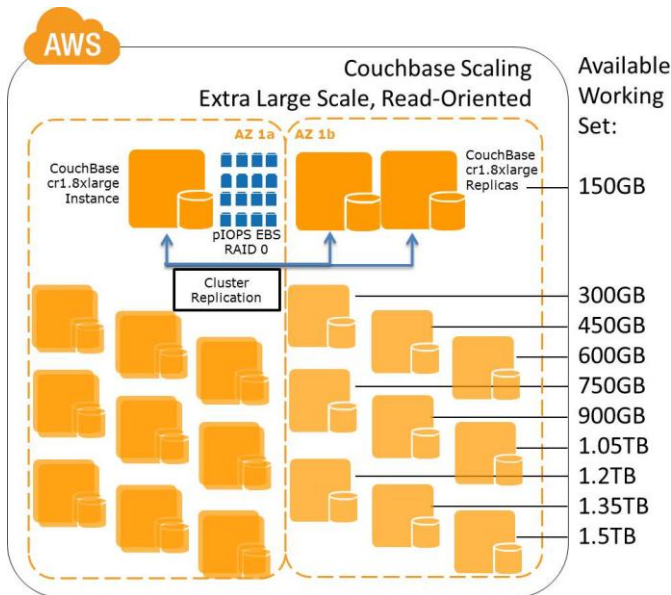 AWS
Couchbase Scaling
Extra Large Scale, Read-Oriented
Available
Working
Set:
AZ 1a
AZ 1b
CouchBase
cr1.8xlarge
Instance
pIOPS EBS
RAID 0
CouchBase
cr1.8xlarge
Replicas
150GB
Cluster
Replication
300GB
450GB
600GB
750GB
900GB
1.05TB
1.2TB
1.35TB
1.5TB